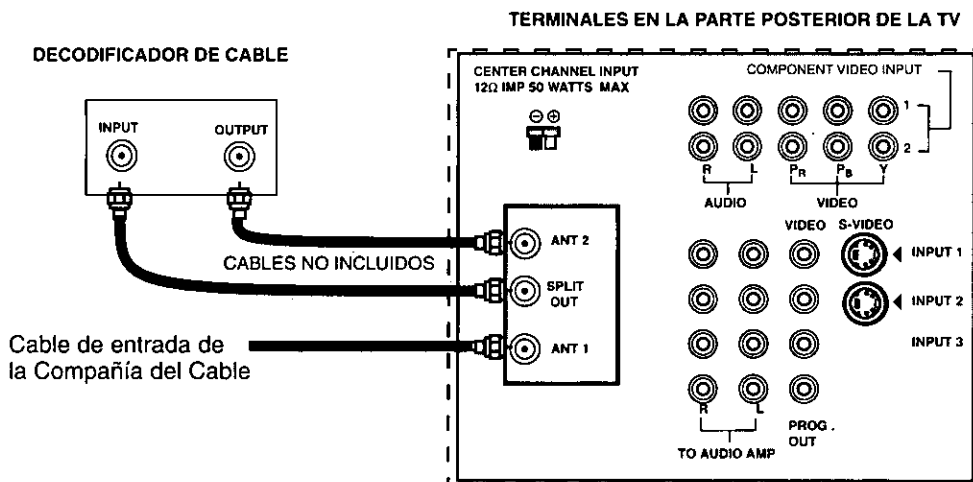 TERMINALES EN LA PARTE POSTERIOR DE LA TV
DECODIFICADOR DE CABLE
INPUT
OUTPUT
CENTER CHANNEL INPUT
12Ω IMP 50 WATTS MAX
⊖ ⊕
COMPONENT VIDEO INPUT
1
2
R
L
PR
PB
Y
AUDIO
VIDEO
ANT 2
SPLIT
OUT
ANT 1
CABLES NO INCLUIDOS
Cable de entrada de
la Compañía del Cable
VIDEO
S-VIDEO
INPUT 1
INPUT 2
INPUT 3
R
L
TO AUDIO AMP
PROG.
OUT